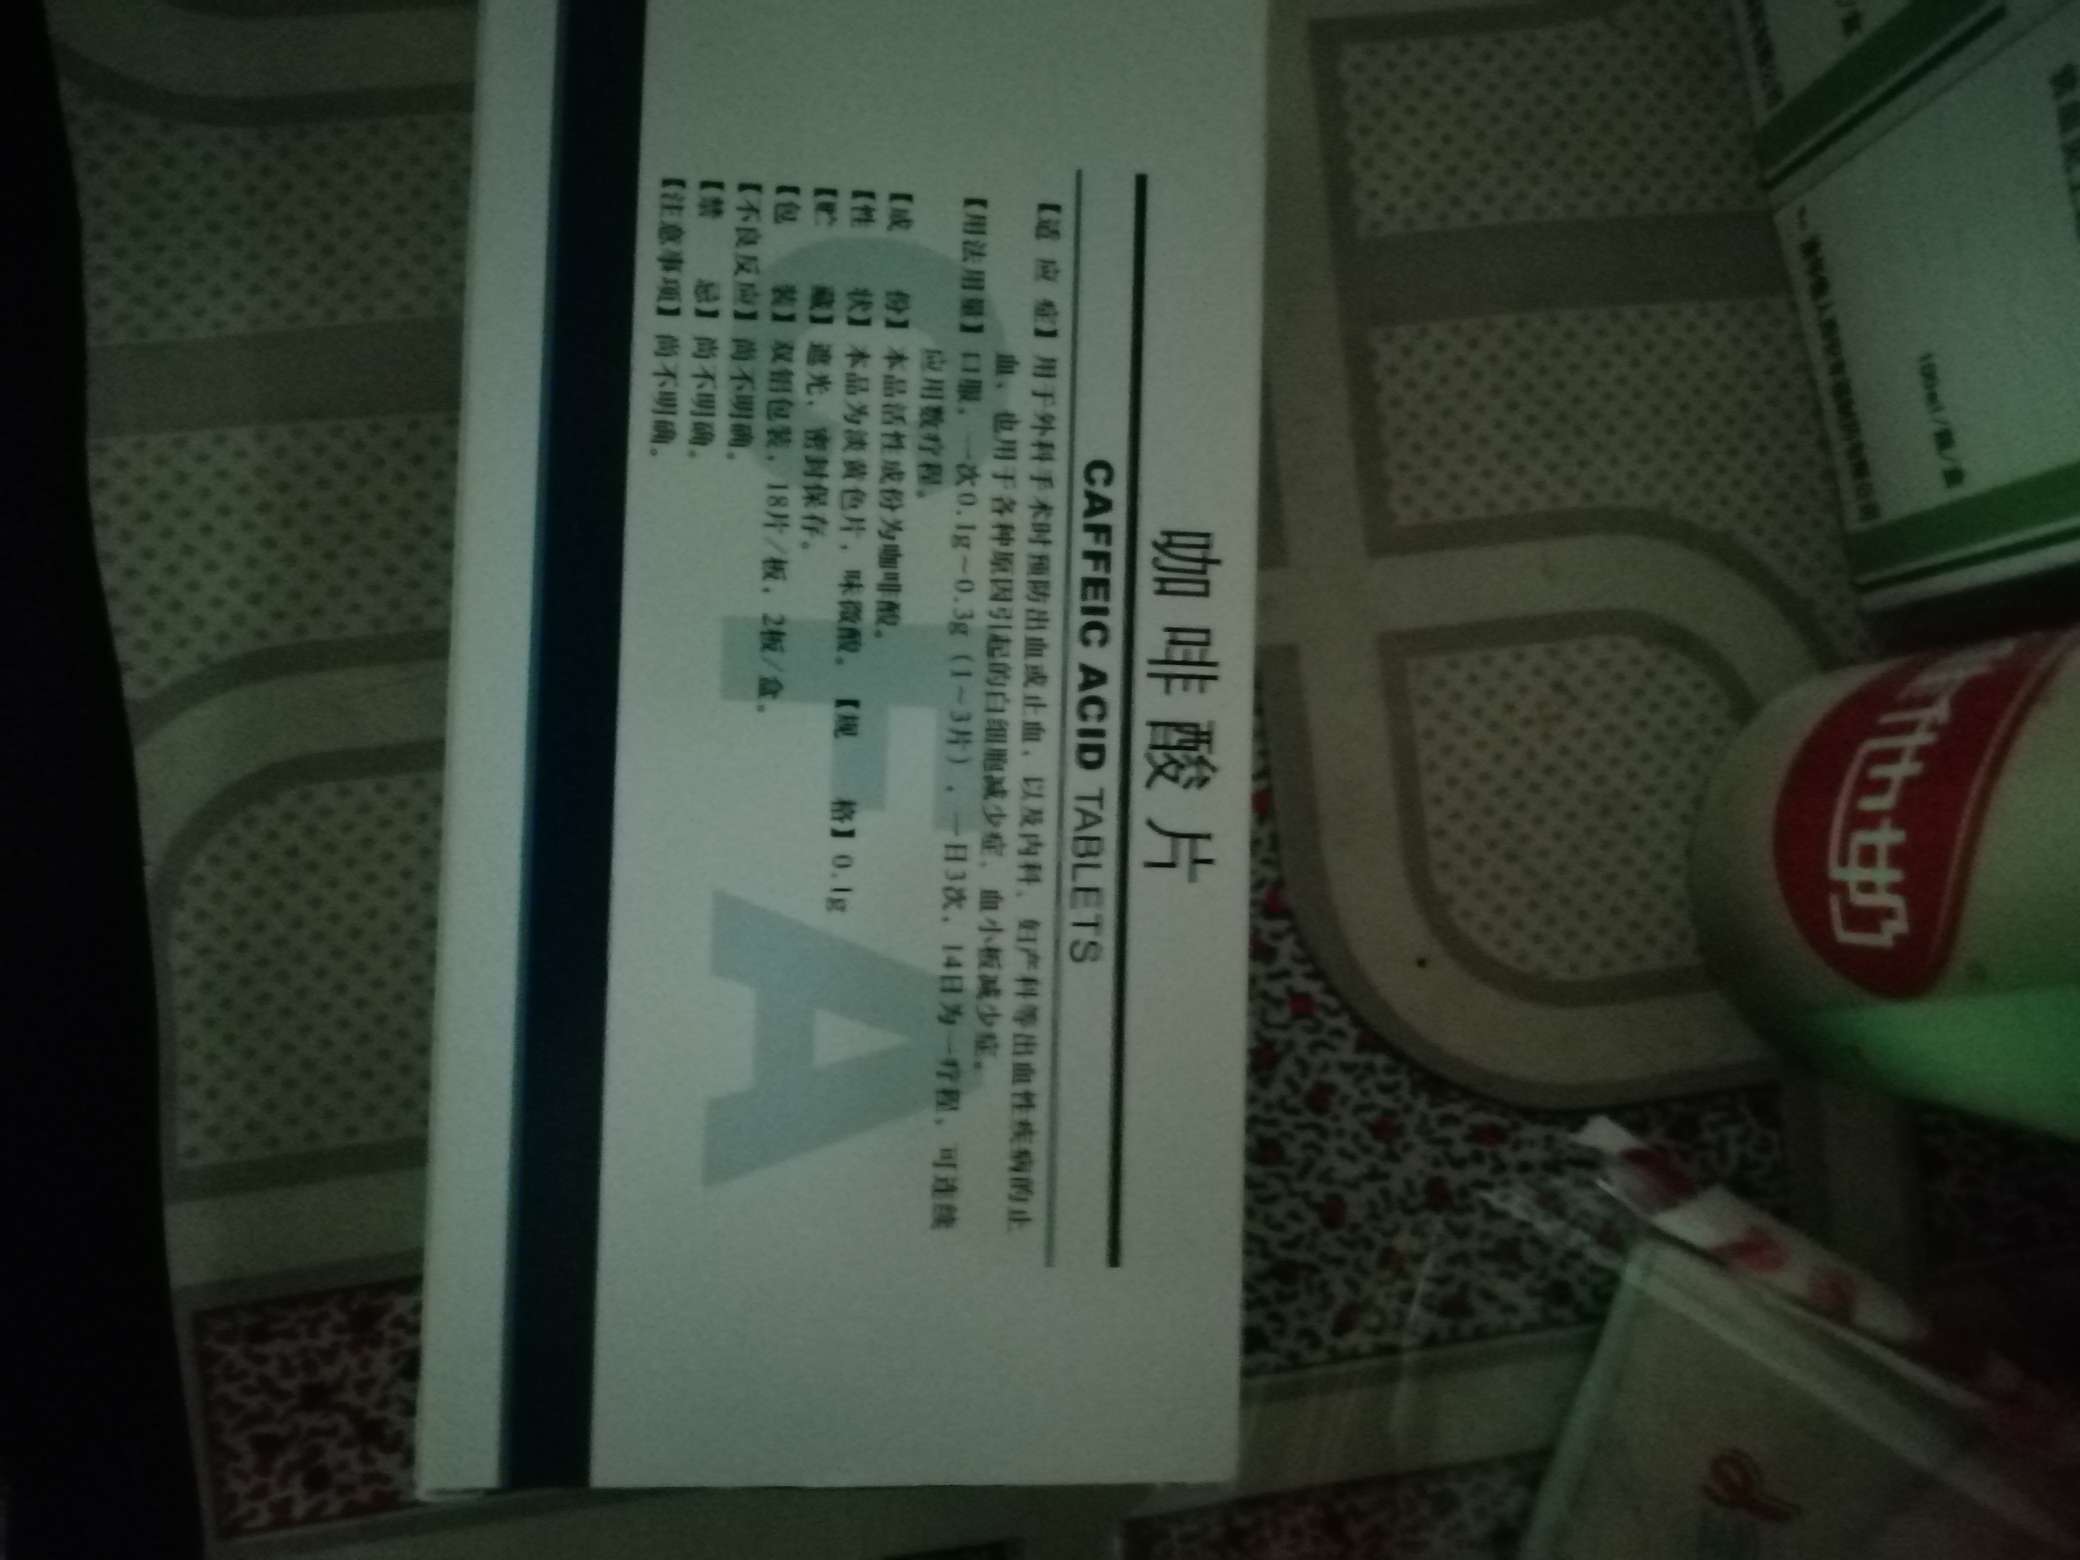 咖啡酸片
CAFFEIC ACID TABLETS
【适应症】用于外科手术时预防出血或止血，以及内科，妇产科等出血性疾病的止
血，也用于各种原因引起的白细胞减少症，血小板减少症。
【用法用量】口服，一次0.1g~0.3g（1~3片），一日3次，14日为一疗程，可连续
应用数疗程。
【成 份】本品活性成份为咖啡酸。
【性 状】本品为淡黄色片，味微酸。【规 格】0.1g
【贮 藏】遮光，密封保存。
【包 装】双铝包装，18片/板，2板/盒。
【不良反应】尚不明确。
【禁 忌】尚不明确。
【注意事项】尚不明确。
100ml/瓶/盒